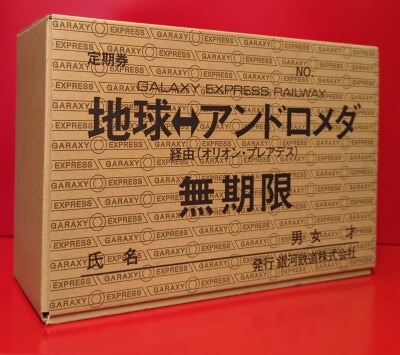 定期券 NO.
GALAXY EXPRESS RAILWAY
地球↔アンドロメダ
経由〔オリオン・プレアデス〕
無期限
氏名 男女 才
発行 銀河鉄道株式会社
GARAXY EXPRESS